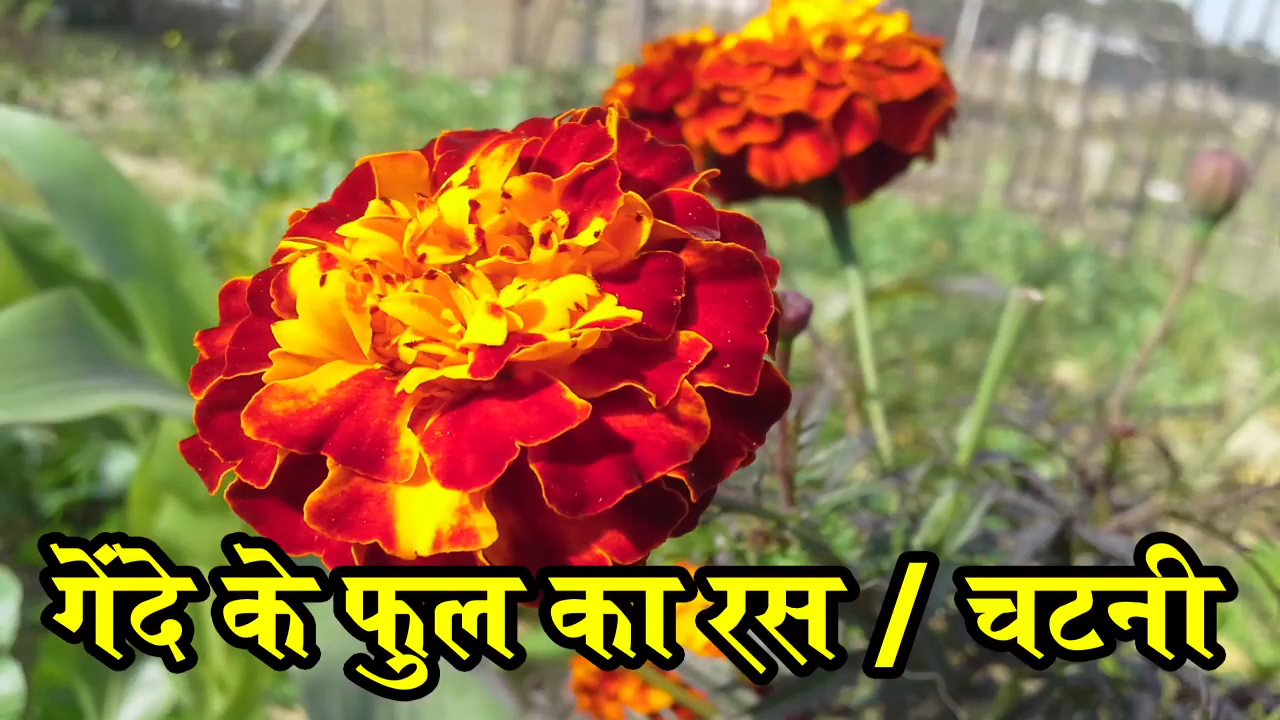 गेंदे के फुल का रस / चटनी